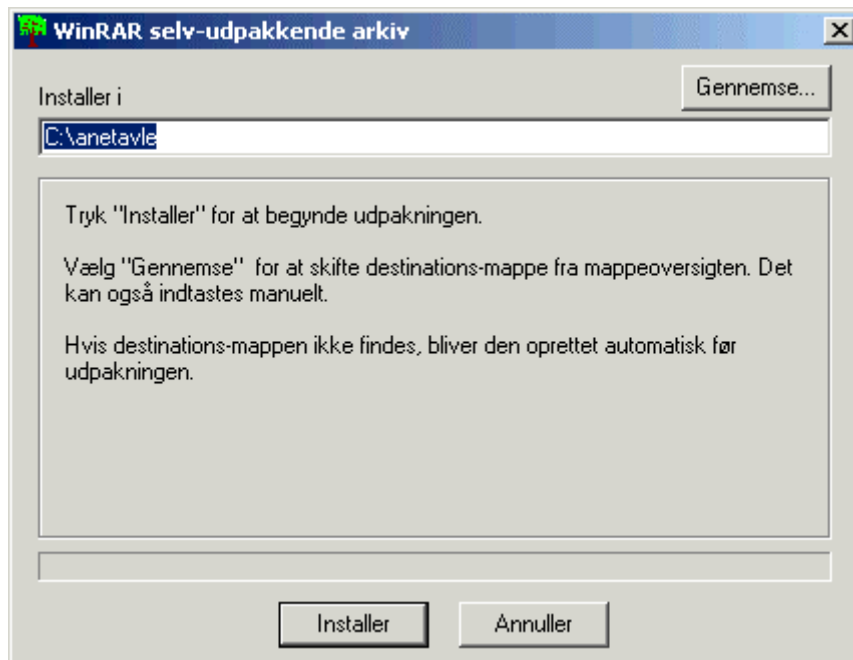 WinRAR selv-udpakkende arkiv
Installer i
Gennemse...
C:\anetavle
Tryk "Installer" for at begynde udpakningen.
Vælg "Gennemse"  for at skifte destinations-mappe fra mappeoversigten. Det
kan også indtastes manuelt.
Hvis destinations-mappen ikke findes, bliver den oprettet automatisk før
udpakningen.
Installer
Annuller